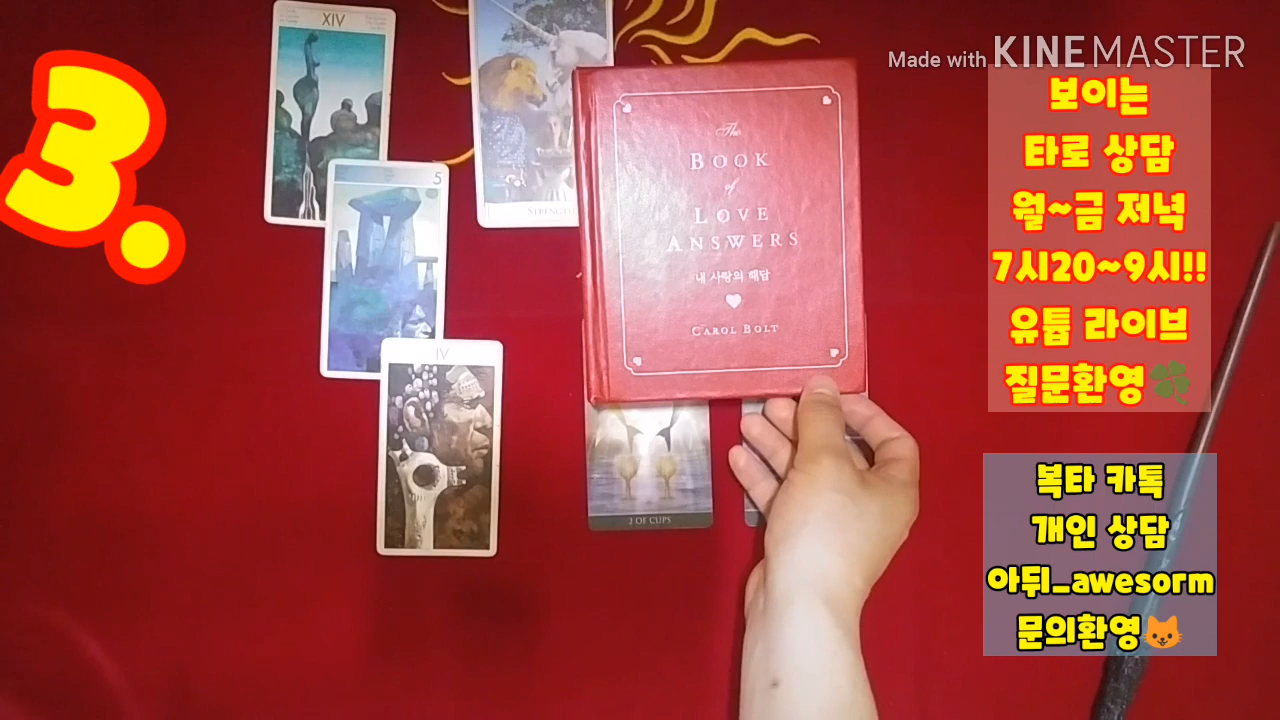 3.
XIV
5
IV
STRENGTH
The
BOOK
of
LOVE
ANSWERS
내 사랑의 해답
CAROL BOLT
2 OF CUPS
Made with KINEMASTER
보이는
타로 상담
월~금 저녁
7시20~9시!!
유튭 라이브
질문환영
복타 카톡
개인 상담
아뒤_awesorm
문의환영